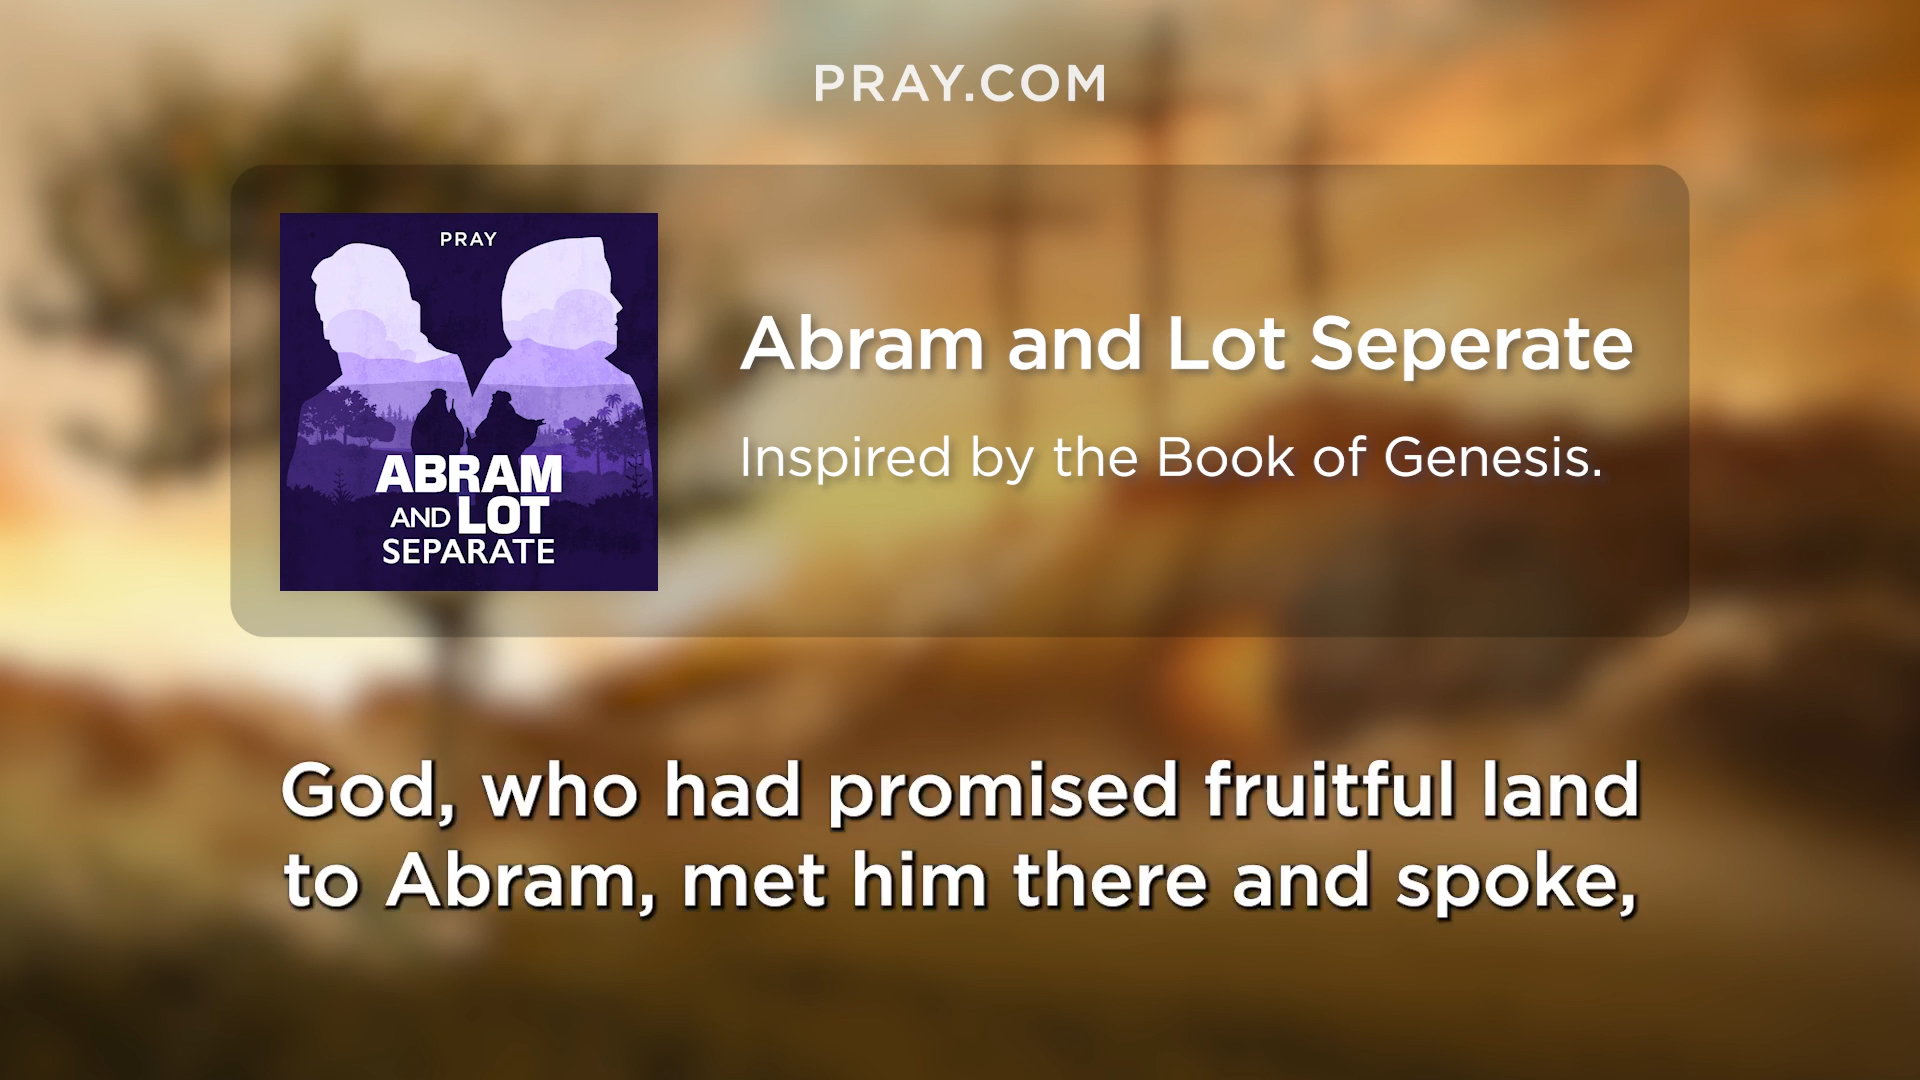 PRAY.COM
PRAY
ABRAM
AND LOT
SEPARATE
Abram and Lot Seperate
Inspired by the Book of Genesis.
God, who had promised fruitful land
to Abram, met him there and spoke,